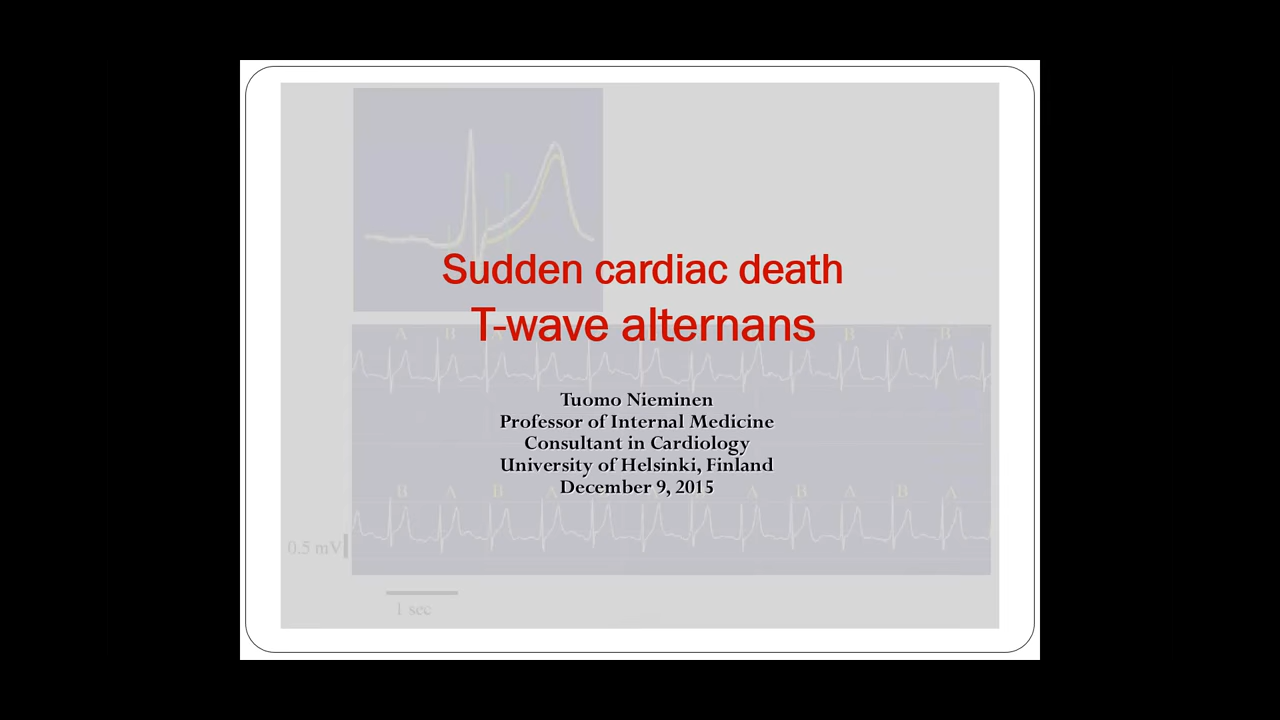 Sudden cardiac death
T-wave alternans
A B A B A B
Tuomo Nieminen
Professor of Internal Medicine
Consultant in Cardiology
University of Helsinki, Finland
December 9, 2015
B A B A A B A B A
0.5 mV
1 sec